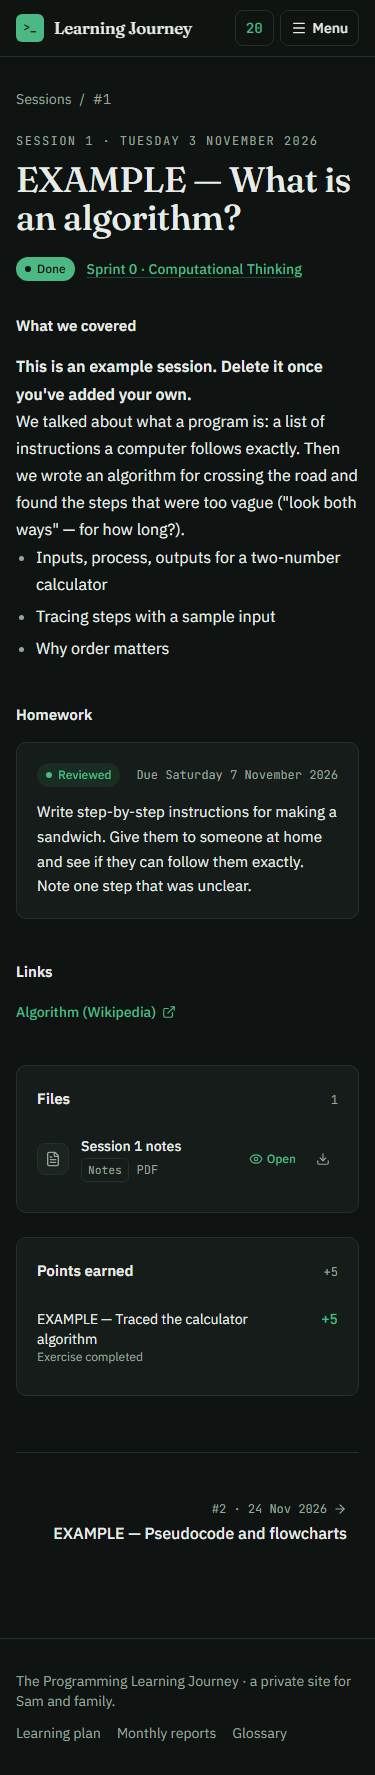 >_ Learning Journey 20 Menu
Sessions / #1
SESSION 1 · TUESDAY 3 NOVEMBER 2026
EXAMPLE — What is
an algorithm?
Done Sprint 0 · Computational Thinking
What we covered
This is an example session. Delete it once
you've added your own.
We talked about what a program is: a list of
instructions a computer follows exactly. Then
we wrote an algorithm for crossing the road and
found the steps that were too vague ("look both
ways" — for how long?).
• Inputs, process, outputs for a two-number
calculator
• Tracing steps with a sample input
• Why order matters
Homework
Reviewed Due Saturday 7 November 2026
Write step-by-step instructions for making a
sandwich. Give them to someone at home
and see if they can follow them exactly.
Note one step that was unclear.
Links
Algorithm (Wikipedia)
Files 1
Session 1 notes
Notes PDF Open
Points earned +5
EXAMPLE — Traced the calculator +5
algorithm
Exercise completed
#2 · 24 Nov 2026 →
EXAMPLE — Pseudocode and flowcharts
The Programming Learning Journey · a private site for
Sam and family.
Learning plan Monthly reports Glossary